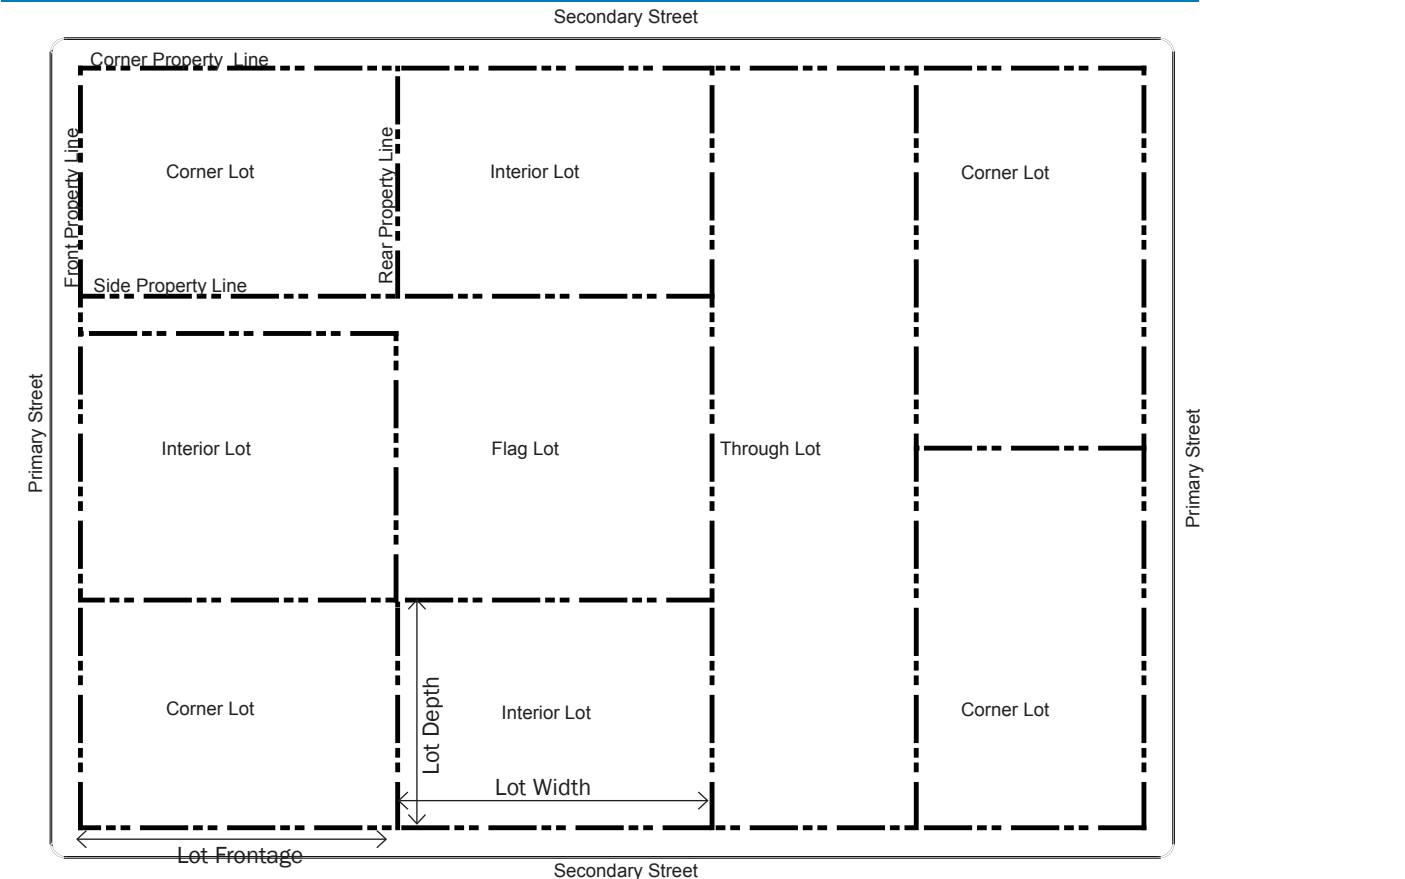 Secondary Street
Corner Property Line
Front Property Line
Corner Lot
Rear Property Line
Interior Lot
Corner Lot
Side Property Line
Primary Street
Interior Lot
Flag Lot
Through Lot
Primary Street
Corner Lot
Lot Depth
Interior Lot
Corner Lot
Lot Width
Lot Frontage
Secondary Street